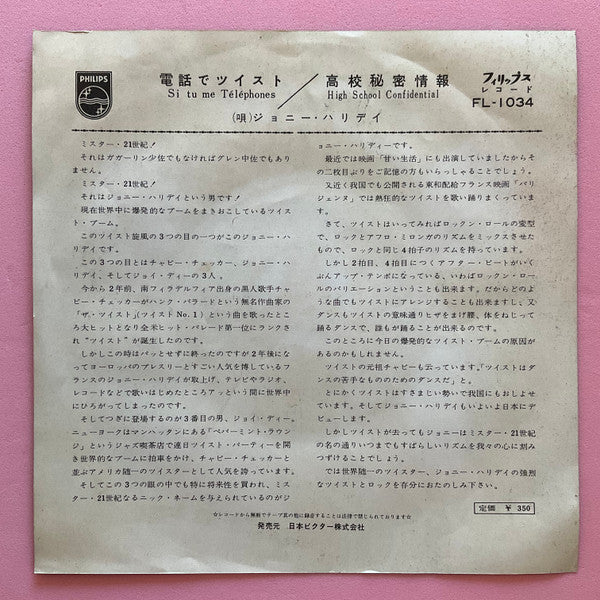 PHILIPS
電話でツイスト／高校秘密情報
Si tu me Téléphones
High School Confidential
(唄)ジョニー・ハリデイ
フィリップス
レコード
FL-1034
ミスター・21世紀！
それはガガーリン少佐でもなければグレン中佐でもあり
ません。
ミスター・21世紀！
それはジョニー・ハリデイという男です！
現在世界中に爆発的なブームをまきおこしているツイス
ト・ブーム。
このツイスト旋風の3つの目の一つがこのジョニー・ハ
リデイです。
この3つの目とはチャビー・チェッカー、ジョニー・ハ
リデイ、そしてジョイ・ディーの3人。
今から2年前、南フィラデルフィア出身の黒人歌手チャ
ビー・チェッカーがハンク・バラードという無名作曲家の
「ザ・ツイスト」(ツイストNo.1）という曲を歌ったところ
大ヒットとなり全米ヒット・パレード第一位にランクさ
れ“ツイスト”が誕生したのです。
しかしこの時はパッとせずに終ったのですが2年後にな
ってヨーロッパのプレスリーとすごい人気を博しているフ
ランスのジョニー・ハリデイが取上げ、テレビやラジオ、
レコードなどで歌いはじめたところアッという間に世界中
にひろがってしまったのです。
そしてつぎに登場するのが3番目の男、ジョイ・ディー。
ニューヨークはマンハッタンにある「ペパーミント・ラウン
ジ」というジャズ喫茶店で連日ツイスト・パーティーを開
き世界的なブームに拍車をかけ、チャビー・チェッカーと
並ぶアメリカ随一のツイスターとして人気を誇っています。
そしてこの3つの眼の中でも特に将来性を買われ、ミス
ター・21世紀なるニック・ネームを与えられているのがジ
ョニー・ハリディーです。
最近では映画「甘い生活」にも出演していましたからそ
の二枚目ぶりをご記憶の方もいらっしゃることでしょう。
又近く我国でも公開される東和配給フランス映画「パリ
ジェンヌ」では熱狂的なツイストを歌い踊りまくっていま
す。
さて、ツイストはいってみればロックン・ロールの変型
で、ロックとアフロ・ミロンガのリズムをミックスさせた
もので、ロックと同じ4拍子のリズムを持っています。
しかし2拍目、4拍目につくアフター・ビートがいく
ぶんアップ・テンポになっている、いわばロックン・ロー
ルのバリエーションということも出来ます。だからどのよ
うな曲でもツイストにアレンジすることも出来ますし、又
ダンスもツイストの意味通りヒザをまげ腰、体をねじって
踊るダンスで、誰もが踊ることが出来るのです。
このところに今日の爆発的なツイスト・ブームの原因が
あるのかもしれません。
ツイストの元祖チャビーも云っています。「ツイストはダ
ンスの苦手なもののためのダンスだ」と。
とにかくツイストはすさまじい勢いで我国にもおしよせ
ています。そしてジョニー・ハリデイもいよいよ日本にデ
ビューします。
しかしツイストが去ってもジョニーはミスター・21世紀
の名の通りいつまでもすばらしいリズムを我々の心に刻み
つづけることでしょう。
では世界随一のツイスター、ジョニー・ハリデイの強烈
なツイストとロックを存分におたのしみ下さい。
☆レコードから無断でテープ其の他に録音することは法律で禁じられております☆
発売元 日本ビクター株式会社
定価 ￥350